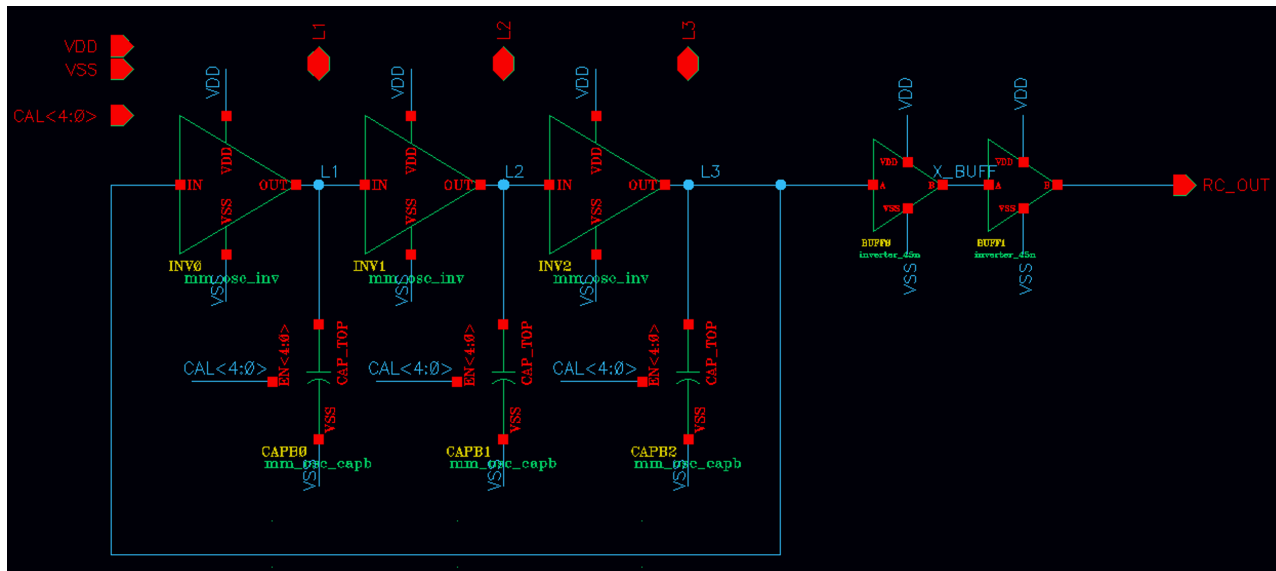 L1
L2
L3
VDD
VSS
CAL<4:0>
VDD
VDD
VDD
VDD
VDD
IN
VDD
VSS
OUT
L1
IN
VDD
VSS
OUT
L2
IN
VDD
VSS
OUT
L3
A
VDD
VSS
B
X_BUFF
A
VDD
VSS
B
RC_OUT
INV0
mm_osc_inv
VSS
INV1
mm_osc_inv
VSS
INV2
mm_osc_inv
VSS
BUFF0
inverter_45n
VSS
BUFF1
inverter_45n
VSS
CAL<4:0>
EN<4:0>
CAP_TOP
VSS
CAL<4:0>
EN<4:0>
CAP_TOP
VSS
CAL<4:0>
EN<4:0>
CAP_TOP
VSS
CAPB0
mm_osc_capb
VSS
CAPB1
mm_osc_capb
VSS
CAPB2
mm_osc_capb
VSS